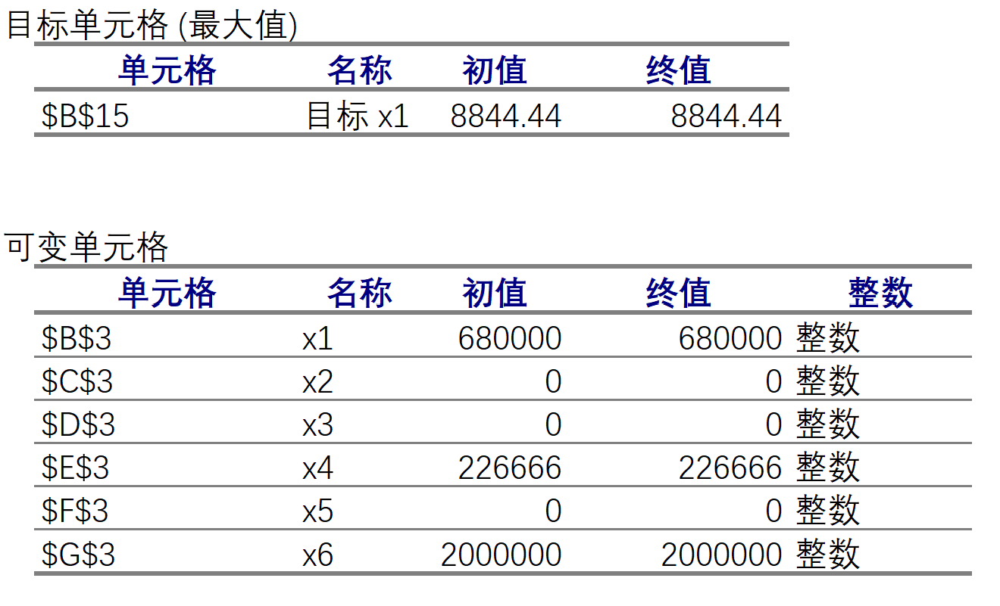 目标单元格 (最大值)
单元格 名称 初值 终值
$B$15 目标 x1 8844.44 8844.44
可变单元格
单元格 名称 初值 终值 整数
$B$3 x1 680000 680000 整数
$C$3 x2 0 0 整数
$D$3 x3 0 0 整数
$E$3 x4 226666 226666 整数
$F$3 x5 0 0 整数
$G$3 x6 2000000 2000000 整数